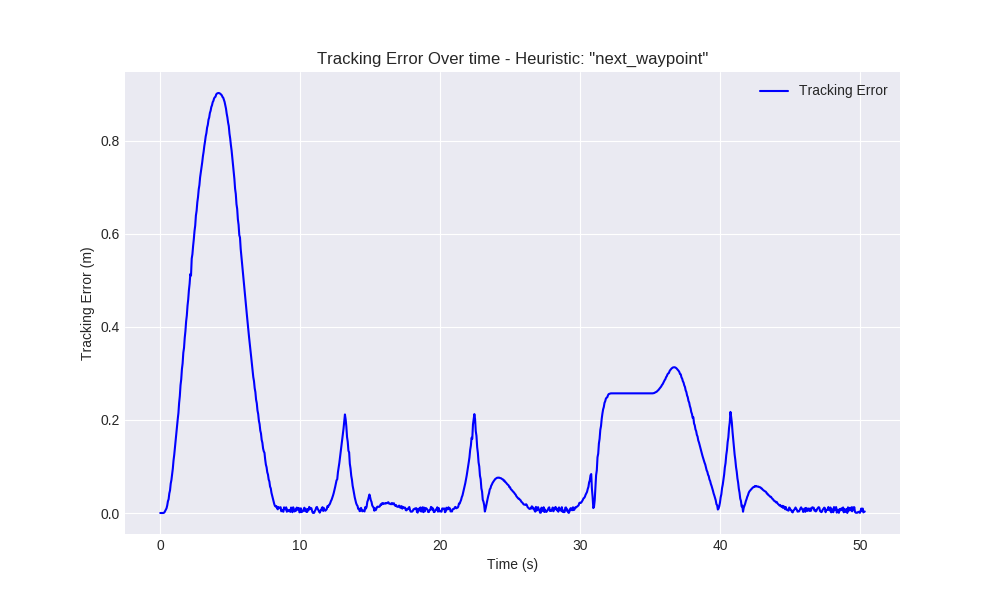 Tracking Error Over time - Heuristic: "next_waypoint"
Tracking Error
Tracking Error (m)
0.8
0.6
0.4
0.2
0.0
0 10 20 30 40 50
Time (s)